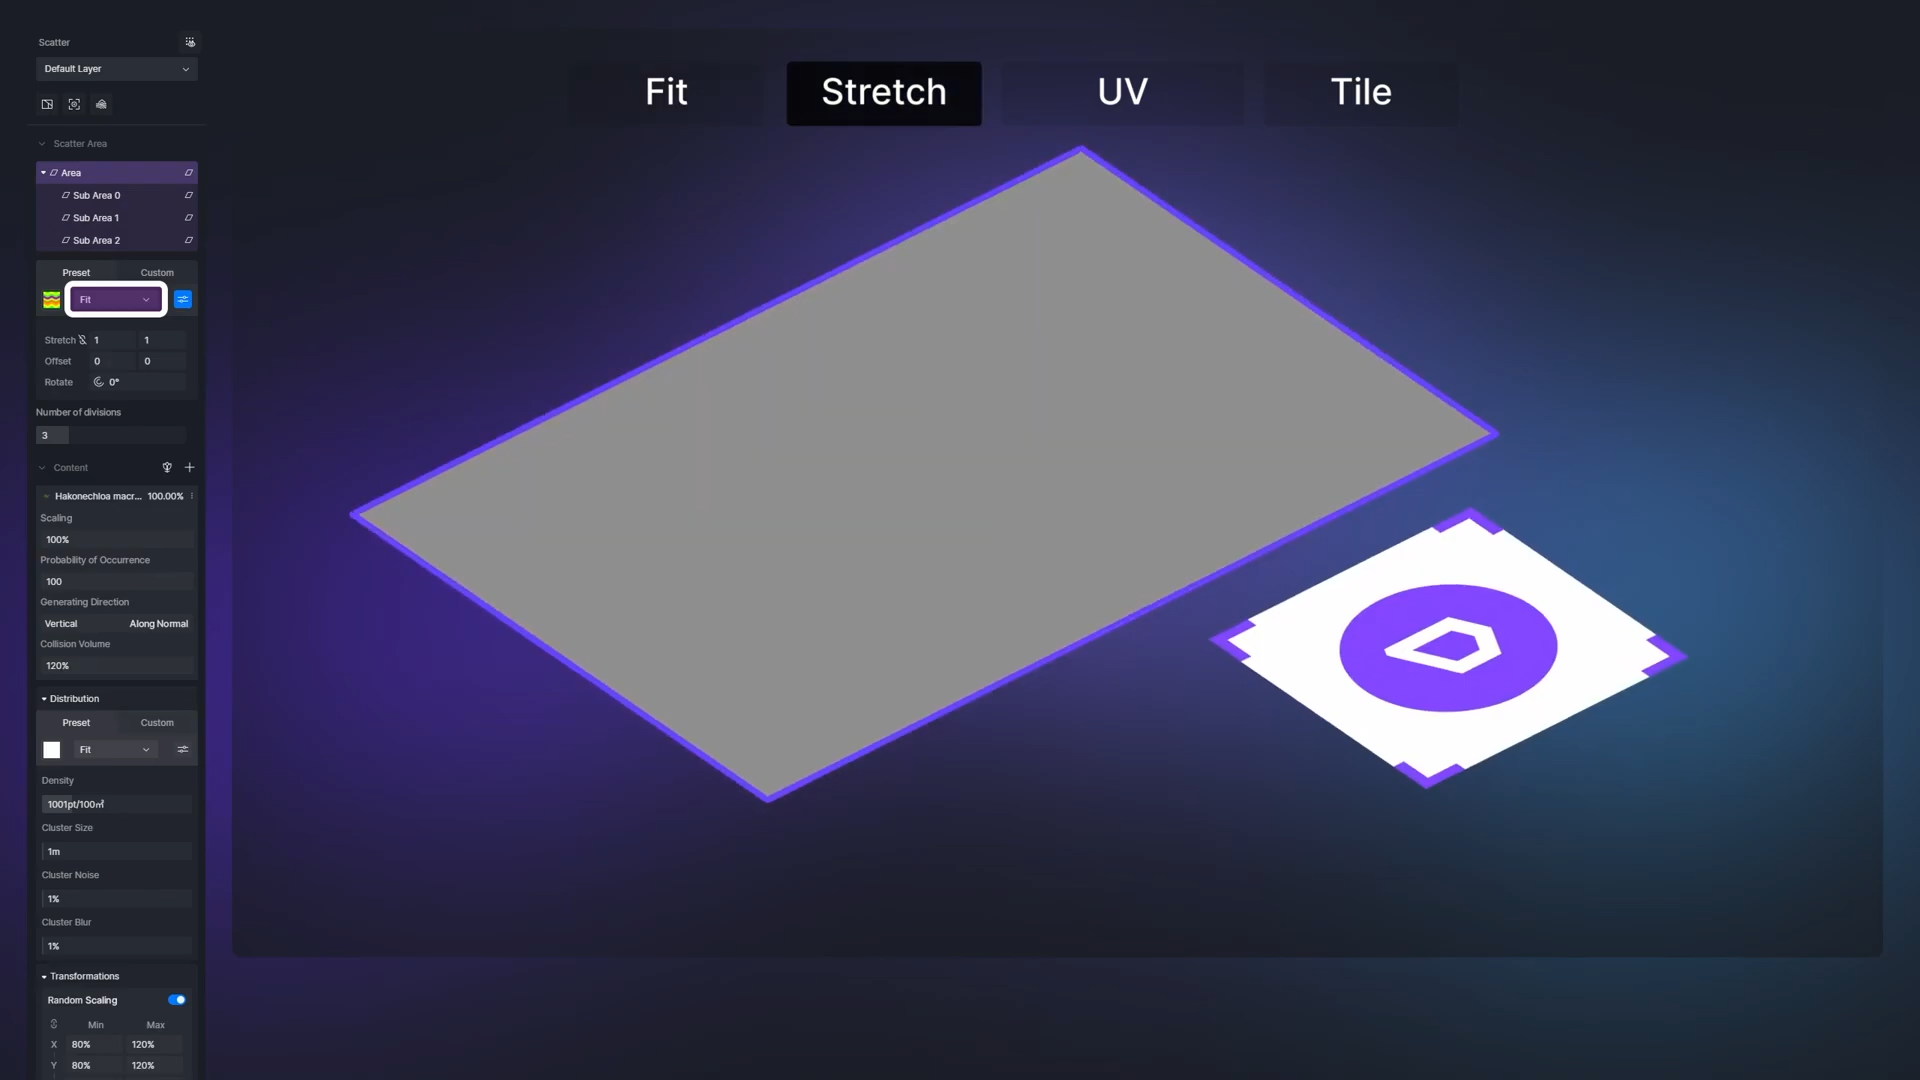 Scatter
Default Layer
Fit
Stretch
UV
Tile
Scatter Area
Area
Sub Area 0
Sub Area 1
Sub Area 2
Preset Custom
Fit
Stretch 1 1
Offset 0 0
Rotate 0°
Number of divisions
3
Content
Hakonechloa macr... 100.00%
Scaling
100%
Probability of Occurrence
100
Generating Direction
Vertical Along Normal
Collision Volume
120%
Distribution
Preset Custom
Fit
Density
1001pt/100㎡
Cluster Size
1m
Cluster Noise
1%
Cluster Blur
1%
Transformations
Random Scaling
Min Max
X 80% 120%
Y 80% 120%